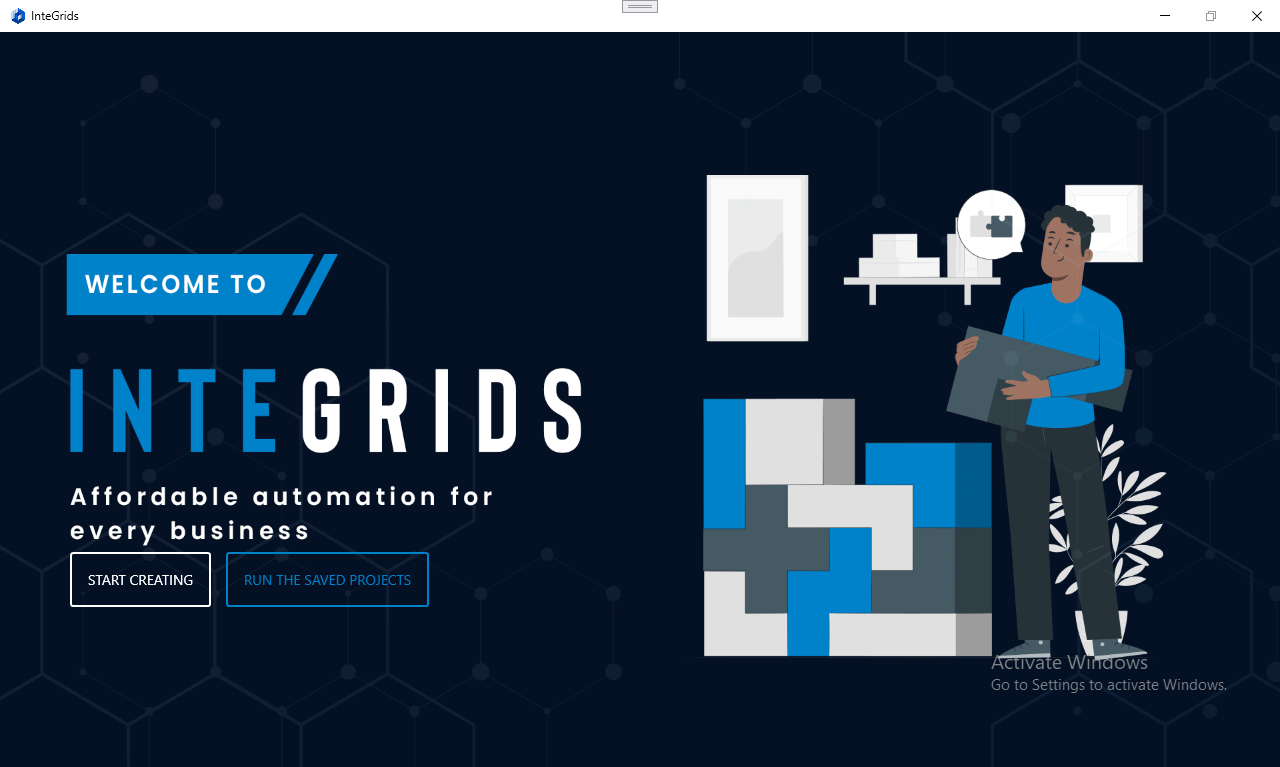 InteGrids
WELCOME TO
INTEGRIDS
Affordable automation for
every business
START CREATING
RUN THE SAVED PROJECTS
Activate Windows
Go to Settings to activate Windows.